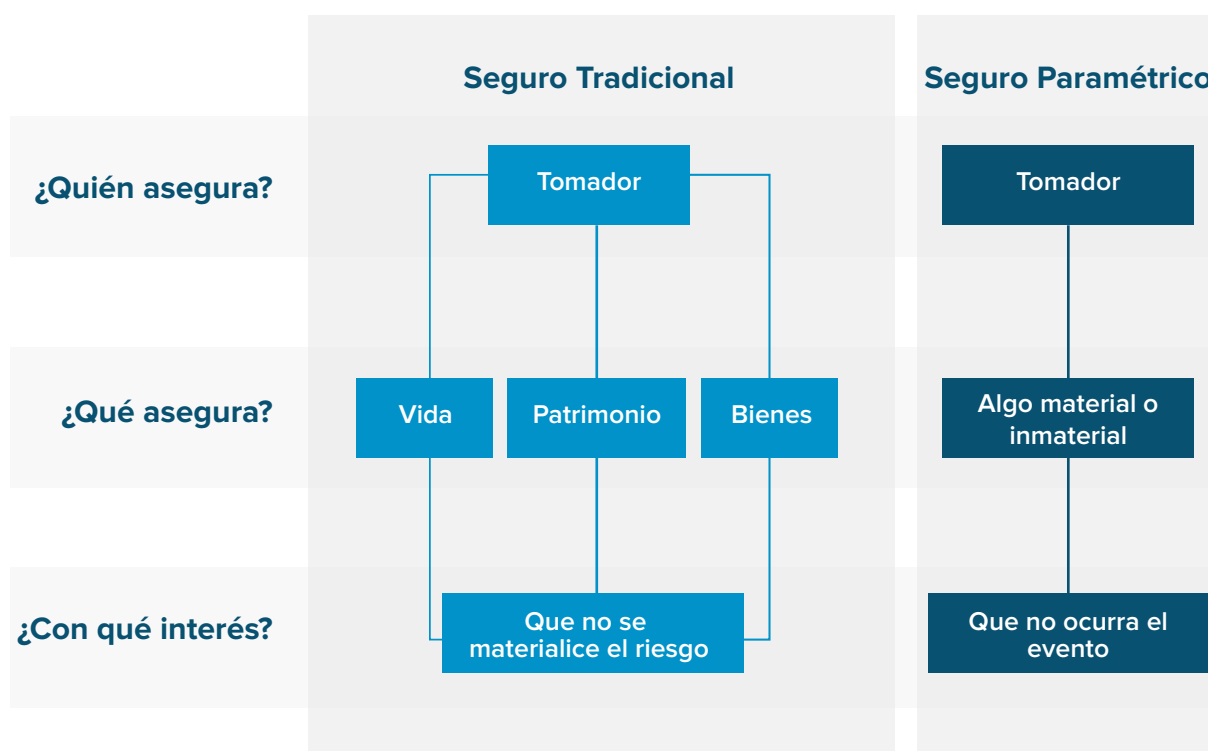 Seguro Tradicional
Seguro Paramétrico
¿Quién asegura?
Tomador
Tomador
¿Qué asegura?
Vida
Patrimonio
Bienes
Algo material o
inmaterial
¿Con qué interés?
Que no se
materialice el riesgo
Que no ocurra el
evento